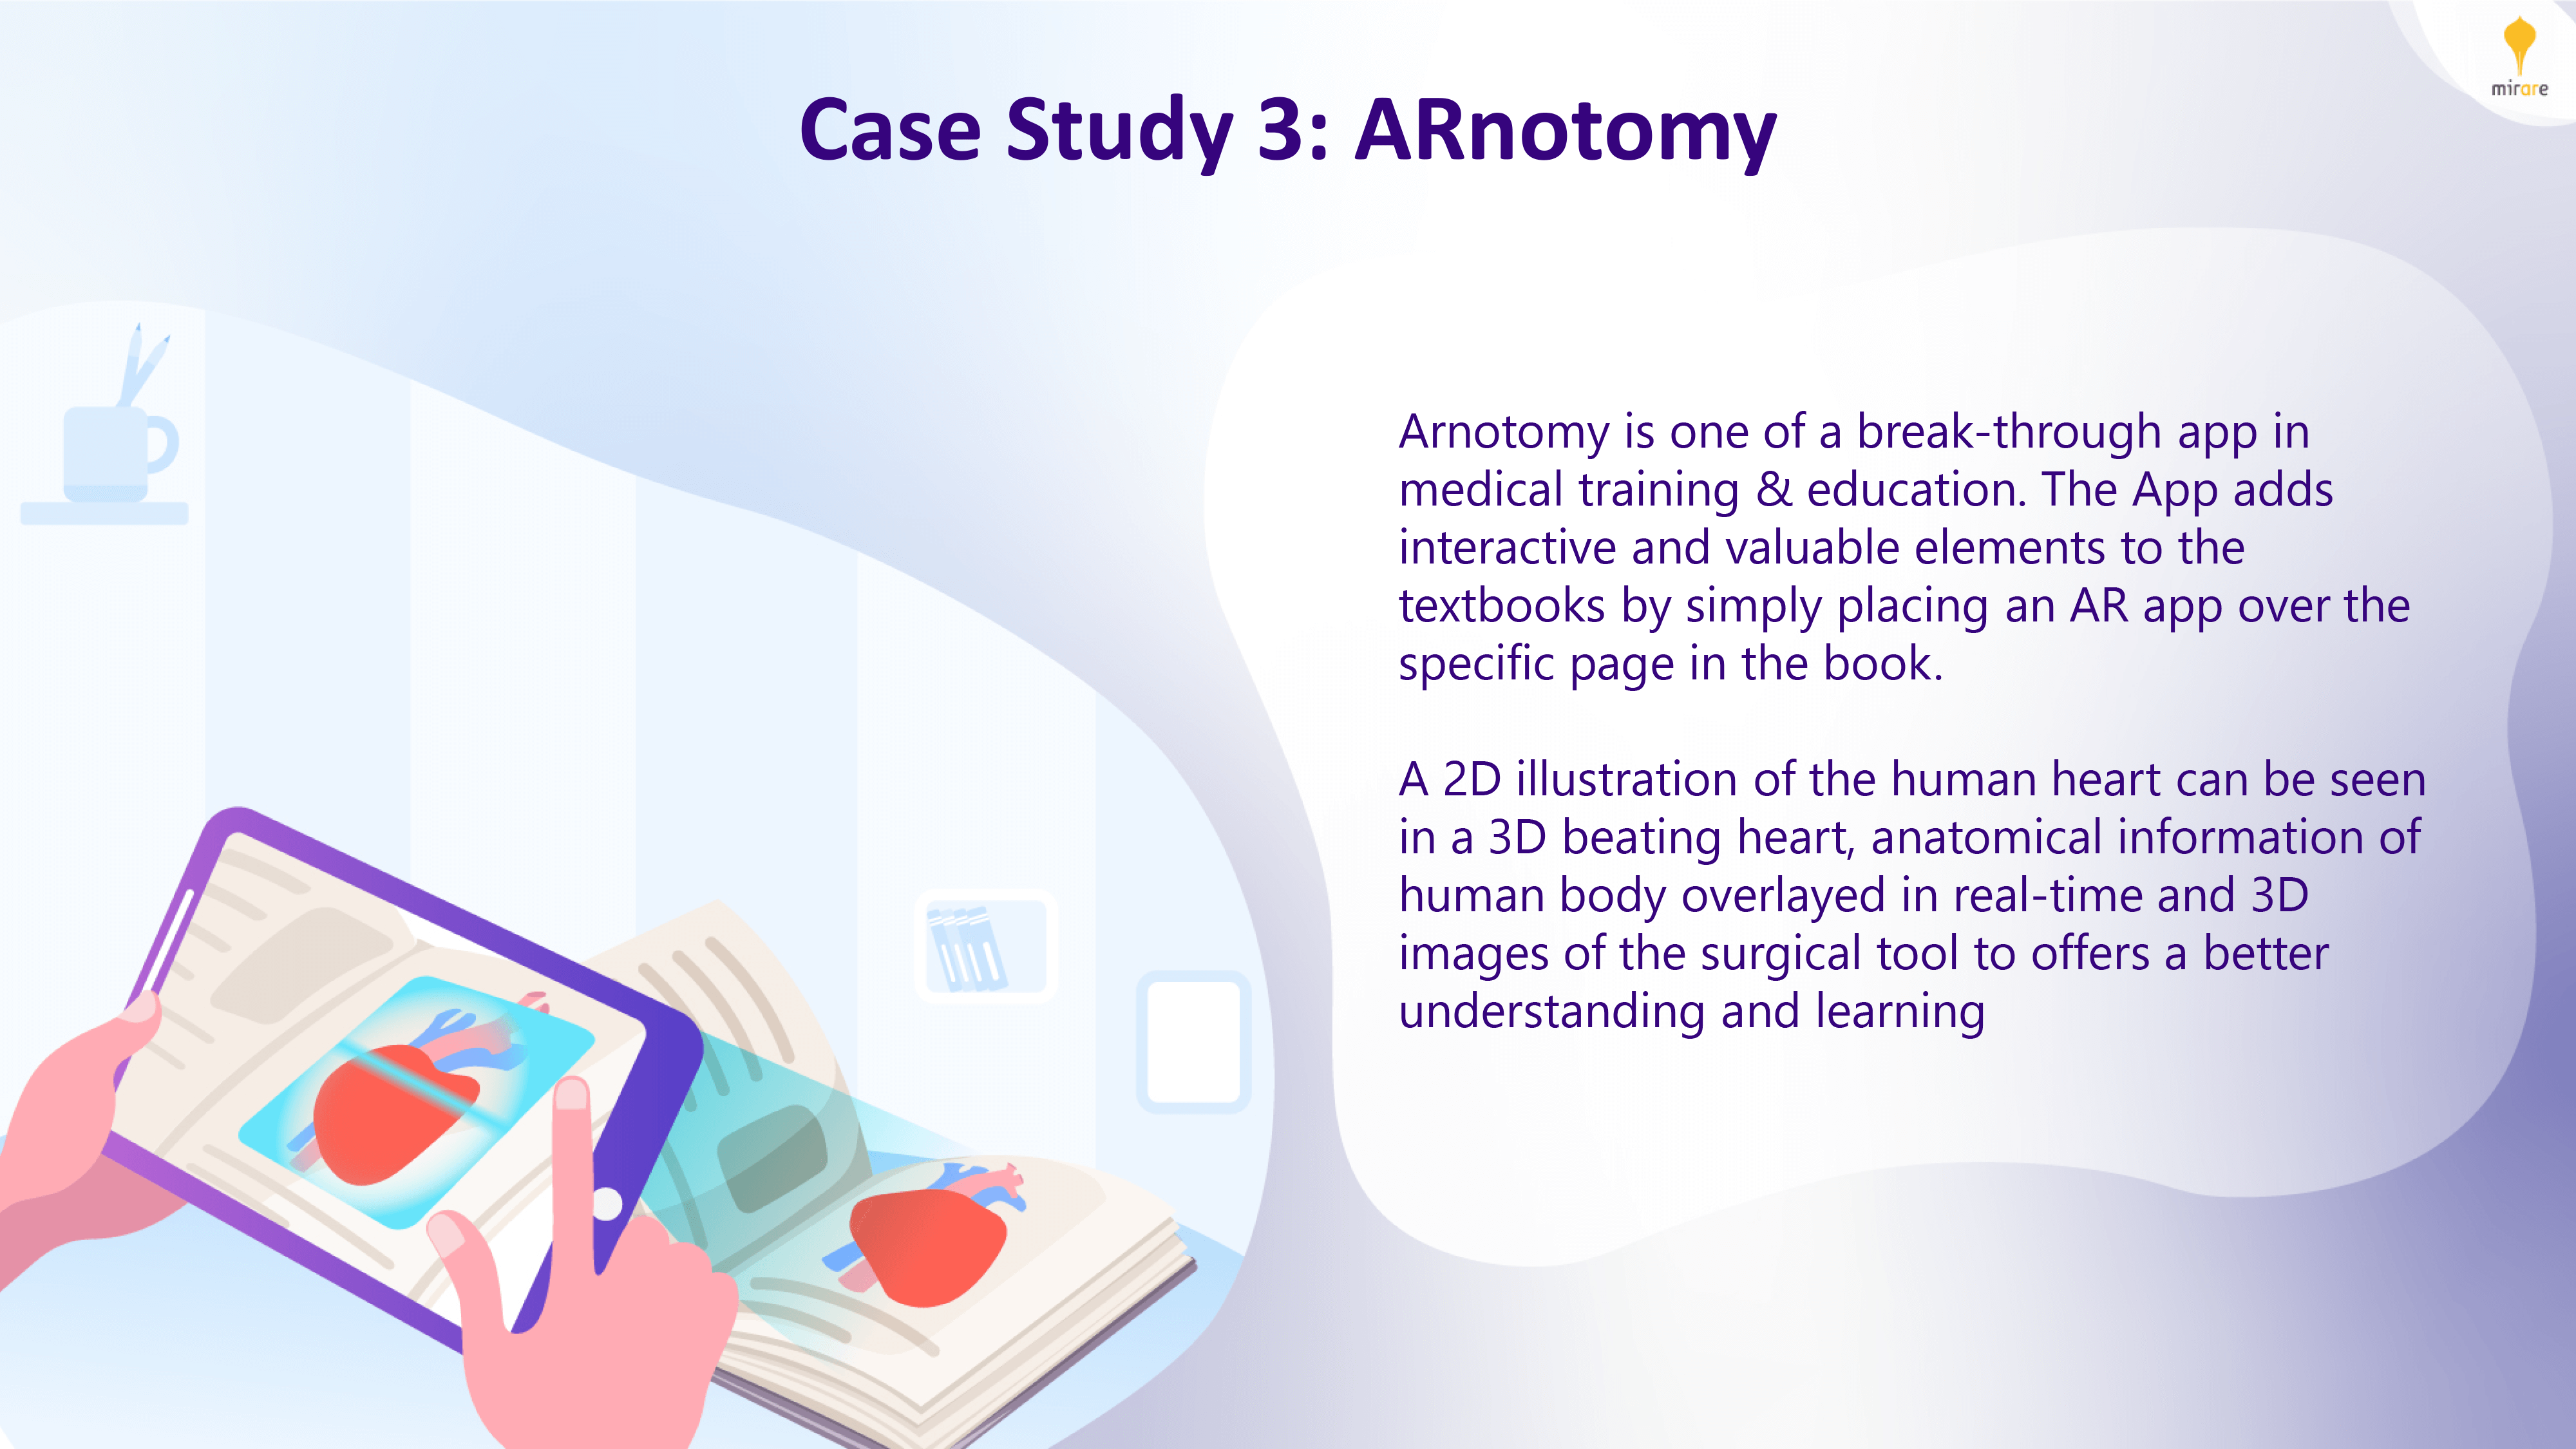 mirare
Case Study 3: ARnotomy
Arnotomy is one of a break-through app in
medical training & education. The App adds
interactive and valuable elements to the
textbooks by simply placing an AR app over the
specific page in the book.
A 2D illustration of the human heart can be seen
in a 3D beating heart, anatomical information of
human body overlayed in real-time and 3D
images of the surgical tool to offers a better
understanding and learning